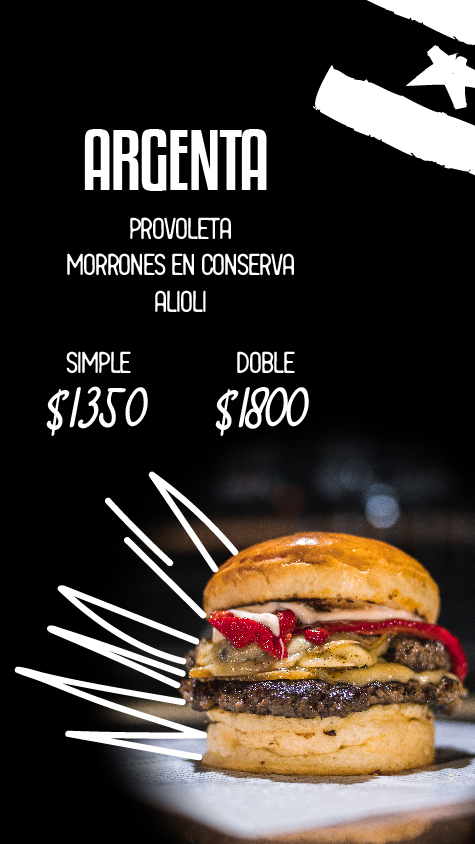 ARGENTA
PROVOLETA
MORRONES EN CONSERVA
ALIOLI
SIMPLE DOBLE
$1350 $1800